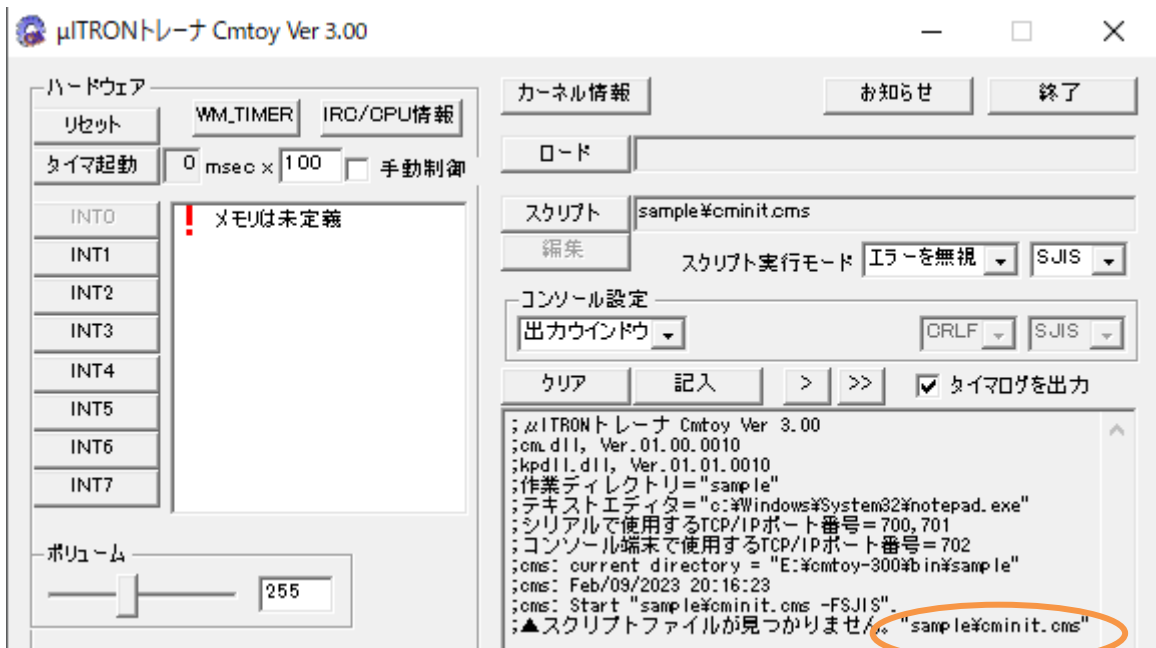 μITRONトレーナ Cmtoy Ver 3.00
ハードウェア
リセット
WM_TIMER
IRC/CPU情報
タイマ起動
0 msec × 100
手動制御
INT0
INT1
INT2
INT3
INT4
INT5
INT6
INT7
! メモリは未定義
ボリューム
255
カーネル情報
お知らせ
終了
ロード
スクリプト
sample¥cminit.cms
編集
スクリプト実行モード
エラーを無視
SJIS
コンソール設定
出力ウインドウ
CRLF
SJIS
クリア
記入
>
>>
タイマログを出力
;μITRONトレーナ Cmtoy Ver 3.00
;cm.dll, Ver.01.00.0010
;kpdll.dll, Ver.01.01.0010
;作業ディレクトリ="sample"
;テキストエディタ="c:¥Windows¥System32¥notepad.exe"
;シリアルで使用するTCP/IPポート番号=700,701
;コンソール端末で使用するTCP/IPポート番号=702
;cms: current directory = "E:¥cmtoy-300¥bin¥sample"
;cms: Feb/09/2023 20:16:23
;cms: Start "sample¥cminit.cms -FSJIS".
;▲スクリプトファイルが見つかりません。"sample¥cminit.cms"